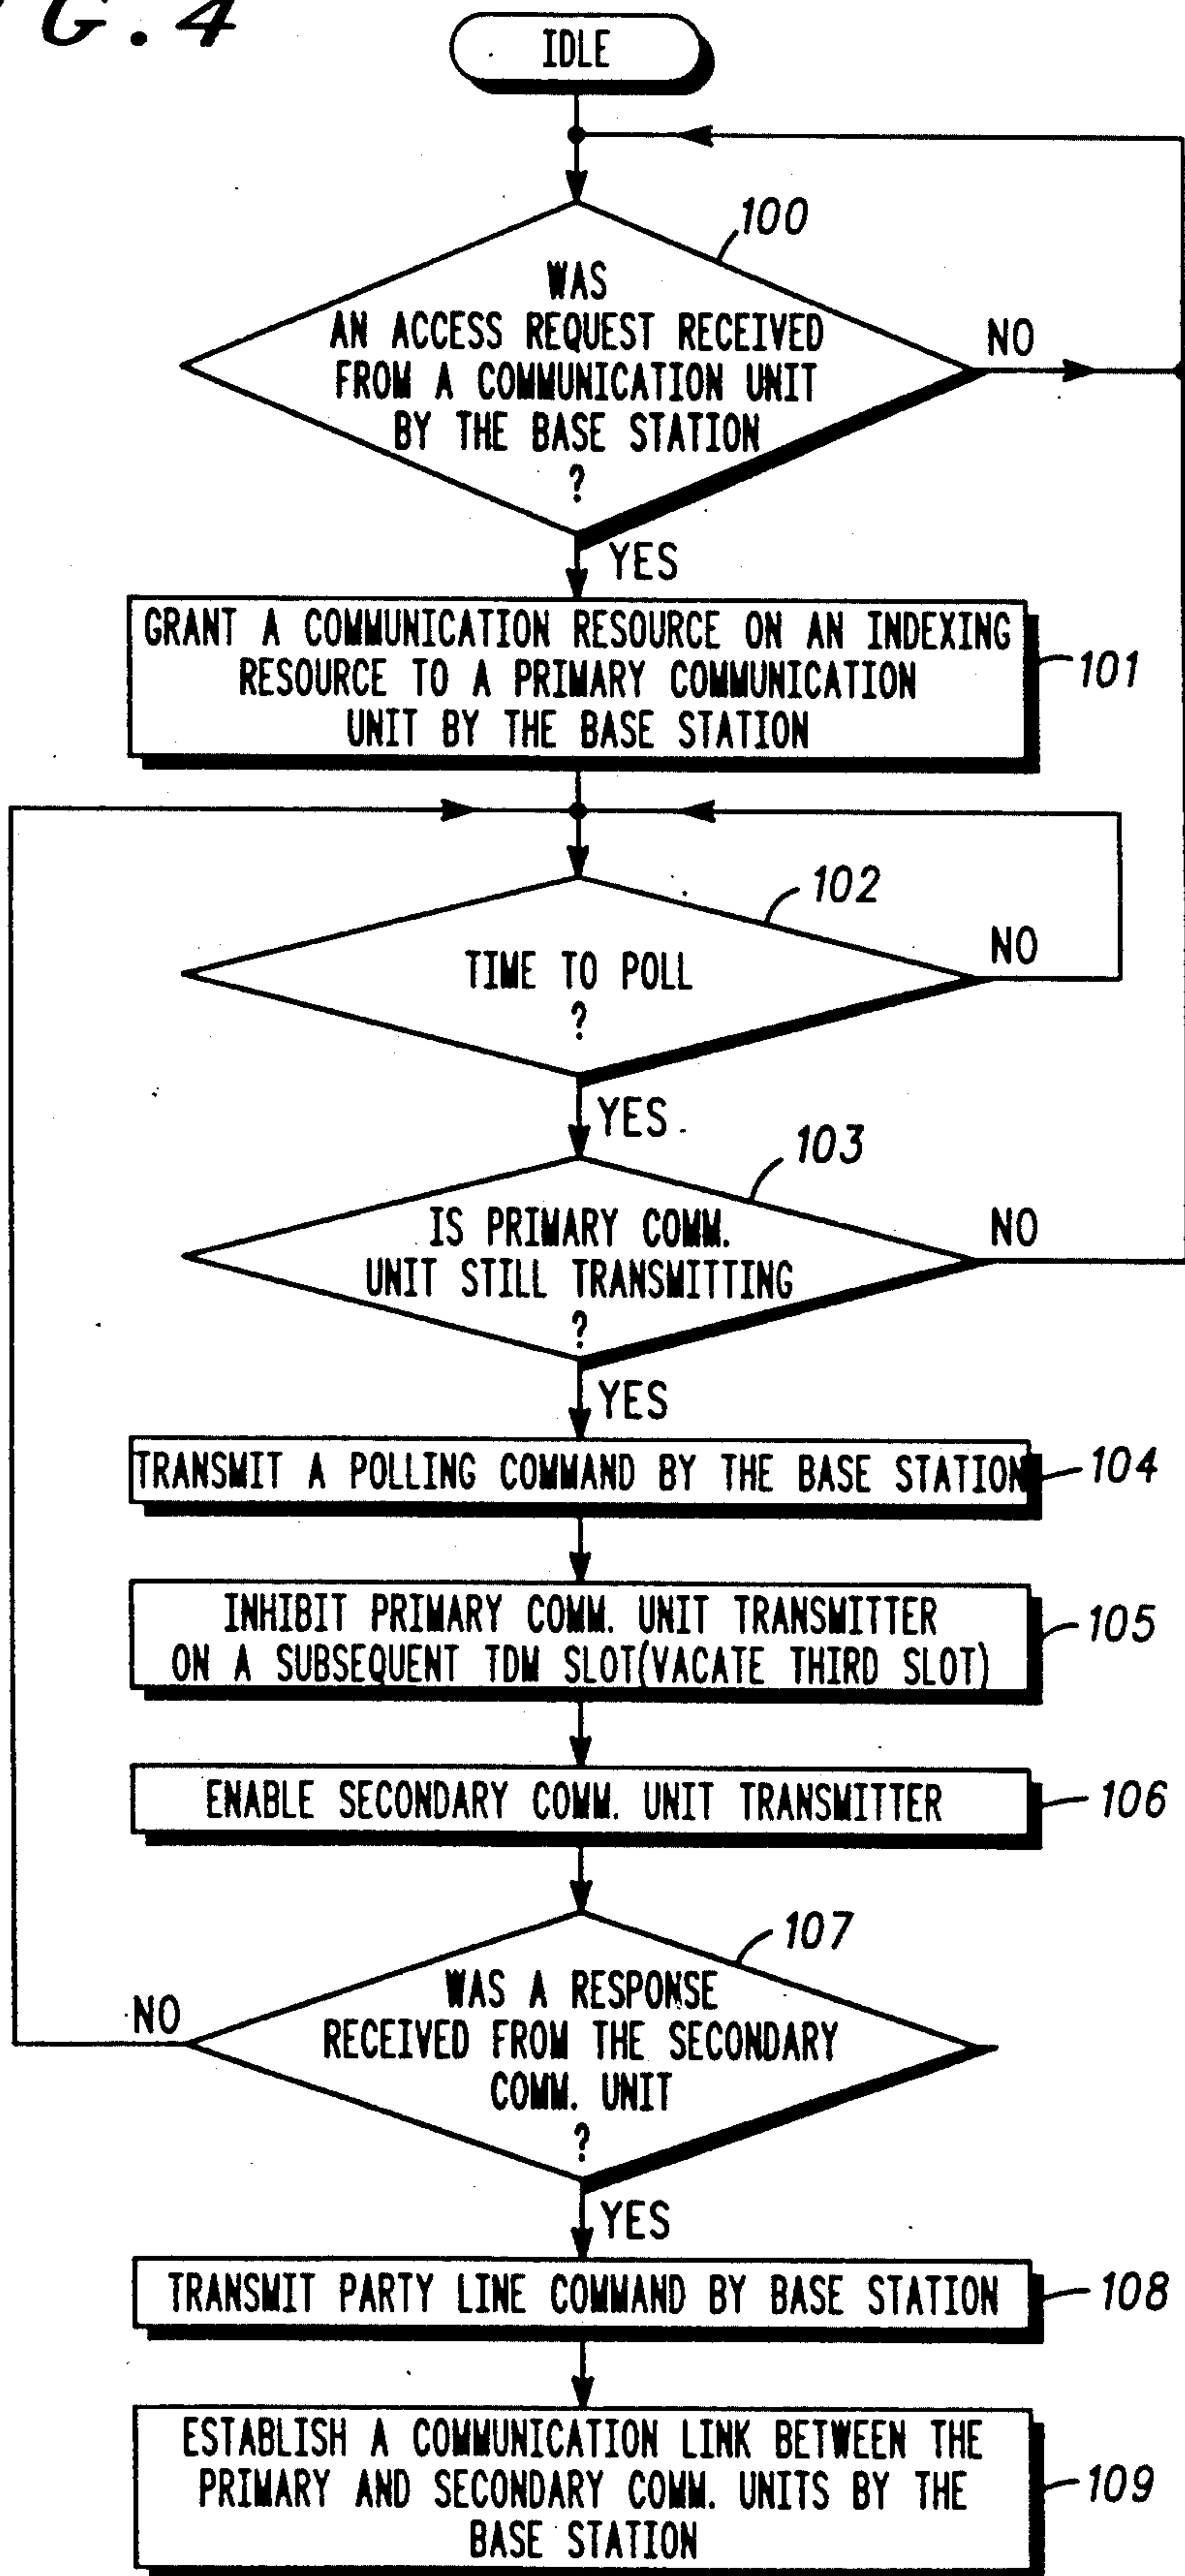 G. 4
IDLE
100
WAS
AN ACCESS REQUEST RECEIVED
FROM A COMMUNICATION UNIT
BY THE BASE STATION
?
NO
YES
GRANT A COMMUNICATION RESOURCE ON AN INDEXING
RESOURCE TO A PRIMARY COMMUNICATION
UNIT BY THE BASE STATION
101
102
TIME TO POLL
?
NO
YES
103
IS PRIMARY COMM.
UNIT STILL TRANSMITTING
?
NO
YES
TRANSMIT A POLLING COMMAND BY THE BASE STATION
104
INHIBIT PRIMARY COMM. UNIT TRANSMITTER
ON A SUBSEQUENT TDM SLOT(VACATE THIRD SLOT)
105
ENABLE SECONDARY COMM. UNIT TRANSMITTER
106
107
WAS A RESPONSE
RECEIVED FROM THE SECONDARY
COMM. UNIT
?
NO
YES
TRANSMIT PARTY LINE COMMAND BY BASE STATION
108
ESTABLISH A COMMUNICATION LINK BETWEEN THE
PRIMARY AND SECONDARY COMM. UNITS BY THE
BASE STATION
109